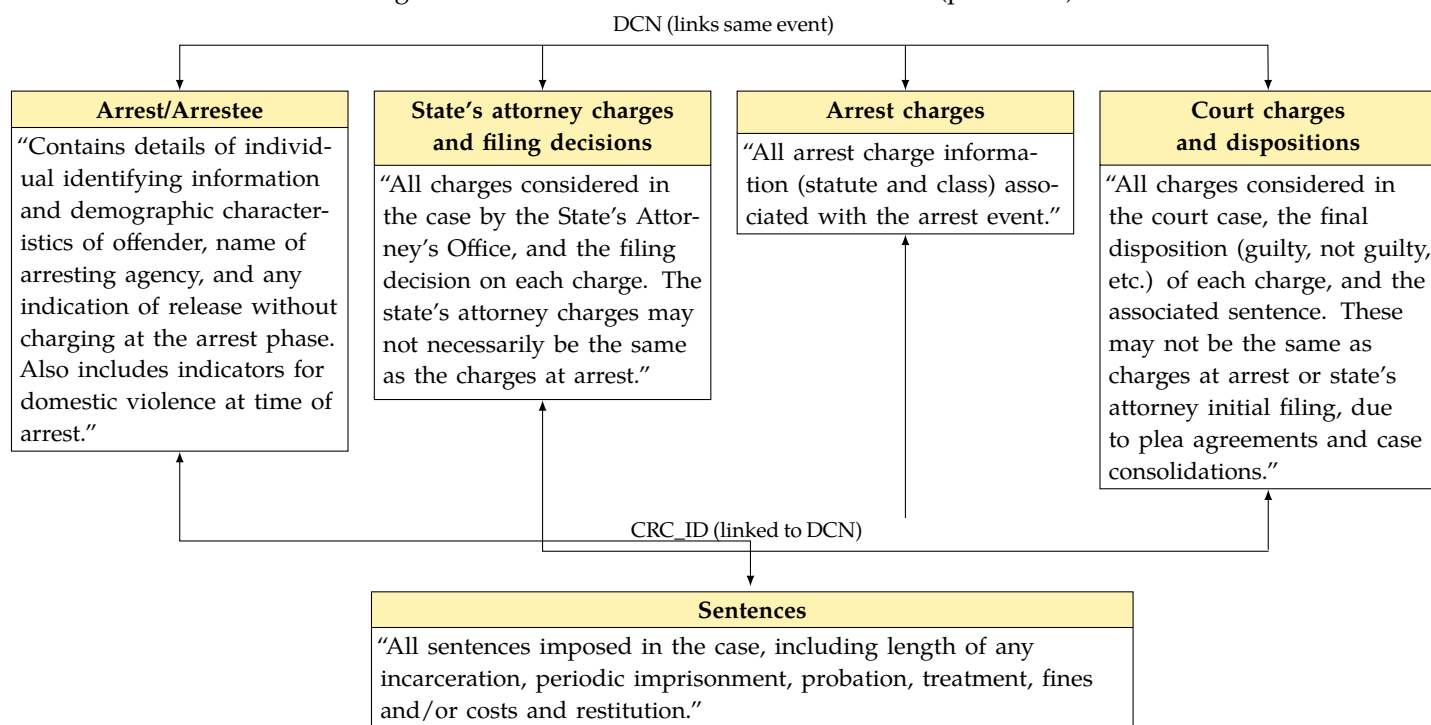 DCN (links same event)
Arrest/Arrestee
“Contains details of individ-
ual identifying information
and demographic character-
istics of offender, name of
arresting agency, and any
indication of release without
charging at the arrest phase.
Also includes indicators for
domestic violence at time of
arrest.”
State’s attorney charges
and filing decisions
“All charges considered in
the case by the State’s Attor-
ney’s Office, and the filing
decision on each charge. The
state’s attorney charges may
not necessarily be the same
as the charges at arrest.”
Arrest charges
“All arrest charge informa-
tion (statute and class) asso-
ciated with the arrest event.”
Court charges
and dispositions
“All charges considered in
the court case, the final
disposition (guilty, not guilty,
etc.) of each charge, and the
associated sentence. These
may not be the same as
charges at arrest or state’s
attorney initial filing, due
to plea agreements and case
consolidations.”
CRC_ID (linked to DCN)
Sentences
“All sentences imposed in the case, including length of any
incarceration, periodic imprisonment, probation, treatment, fines
and/or costs and restitution.”